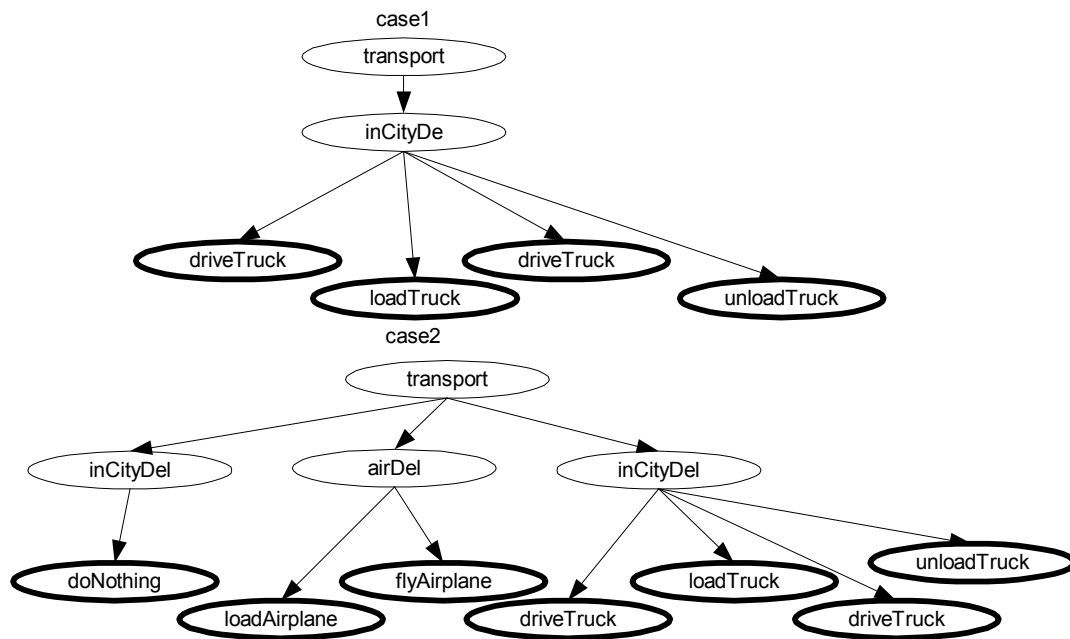 case1
transport
inCityDe
driveTruck
driveTruck
loadTruck
unloadTruck
case2
transport
inCityDel
airDel
inCityDel
unloadTruck
doNothing
flyAirplane
loadTruck
loadAirplane
driveTruck
driveTruck